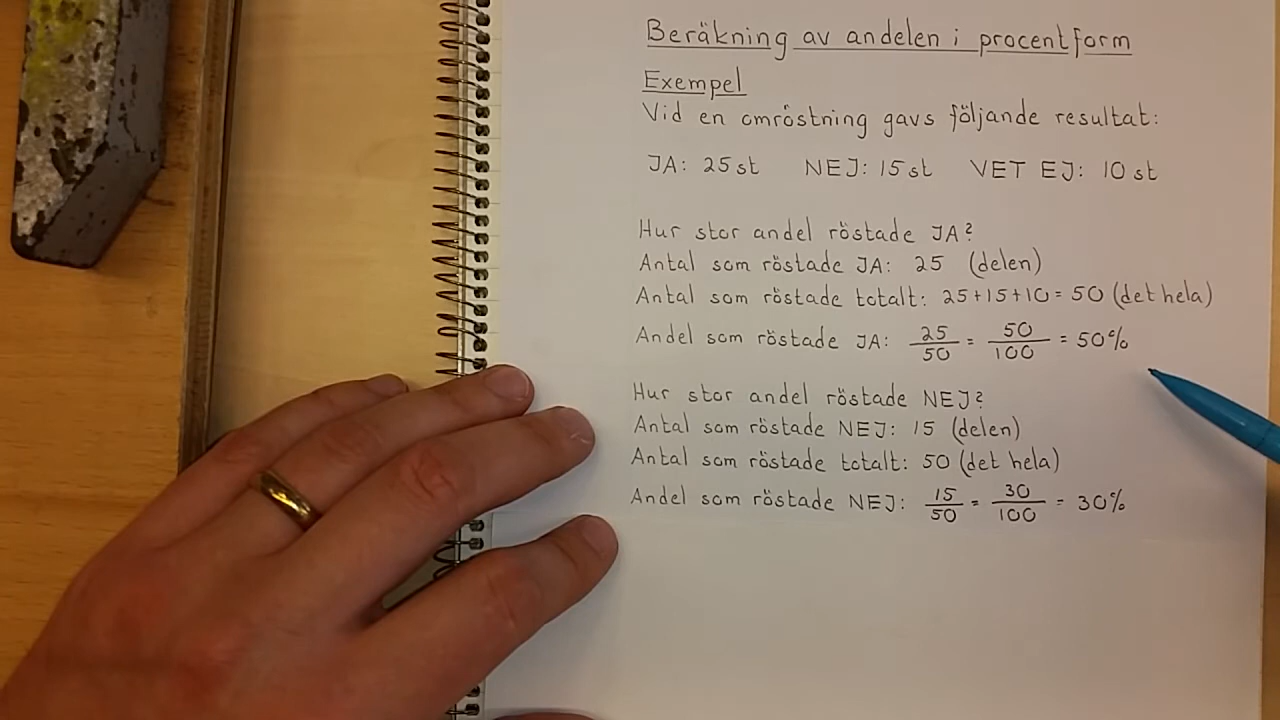 Beräkning av andelen i procentform
Exempel
Vid en omröstning gavs följande resultat:
JA: 25 st NEJ: 15 st VET EJ: 10 st
Hur stor andel röstade JA?
Antal som röstade JA: 25 (delen)
Antal som röstade totalt: 25+15+10=50 (det hela)
Andel som röstade JA: 25/50 = 50/100 = 50%
Hur stor andel röstade NEJ?
Antal som röstade NEJ: 15 (delen)
Antal som röstade totalt: 50 (det hela)
Andel som röstade NEJ: 15/50 = 30/100 = 30%